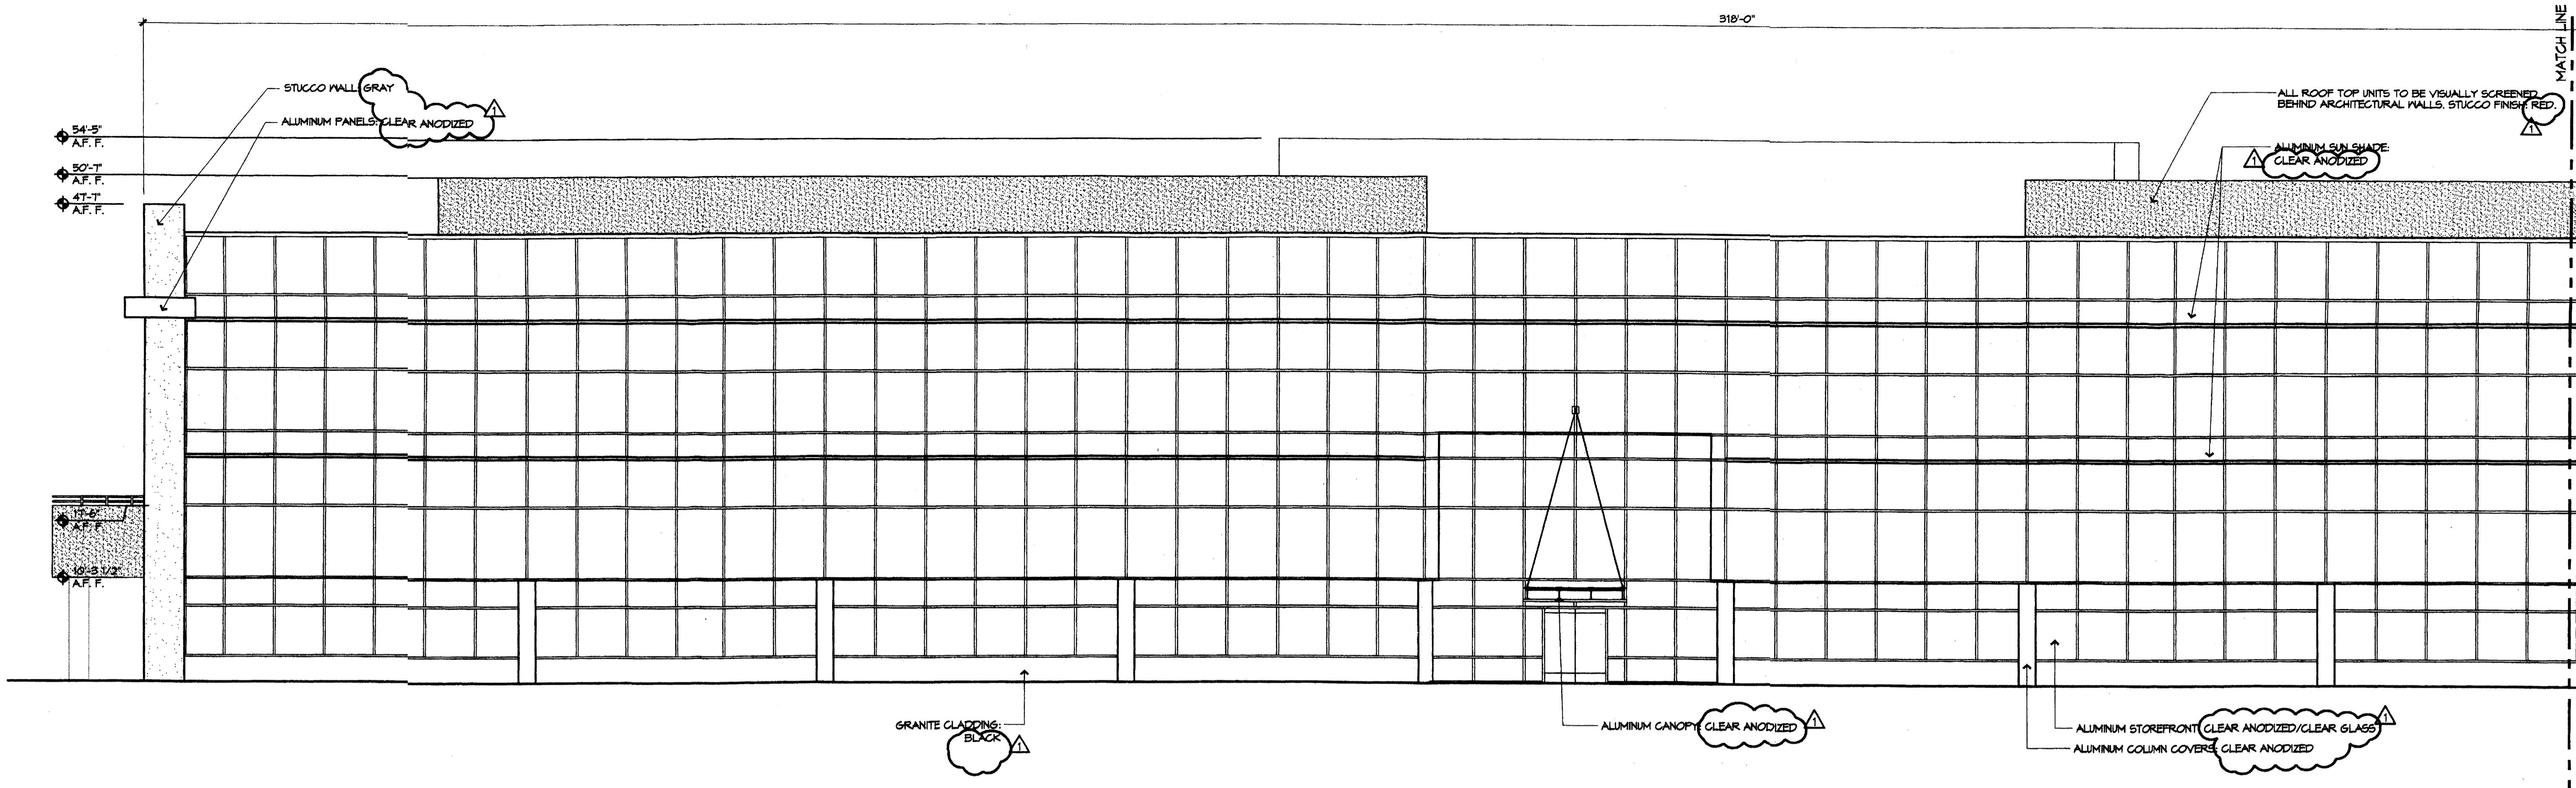 318'-0"
MATCH LINE
STUCCO WALL: GRAY
1
ALUMINUM PANELS: CLEAR ANODIZED
ALL ROOF TOP UNITS TO BE VISUALLY SCREENED
BEHIND ARCHITECTURAL WALLS. STUCCO FINISH: RED.
1
54'-5"
A.F. F.
ALUMINUM SUN SHADE:
1 CLEAR ANODIZED
50'-7"
A.F. F.
47'-7"
A.F. F.
17'-6"
A.F. F.
10'-3 1/2"
A.F. F.
GRANITE CLADDING:
BLACK 1
ALUMINUM CANOPY: CLEAR ANODIZED 1
ALUMINUM STOREFRONT: CLEAR ANODIZED/CLEAR GLASS 1
ALUMINUM COLUMN COVERS: CLEAR ANODIZED